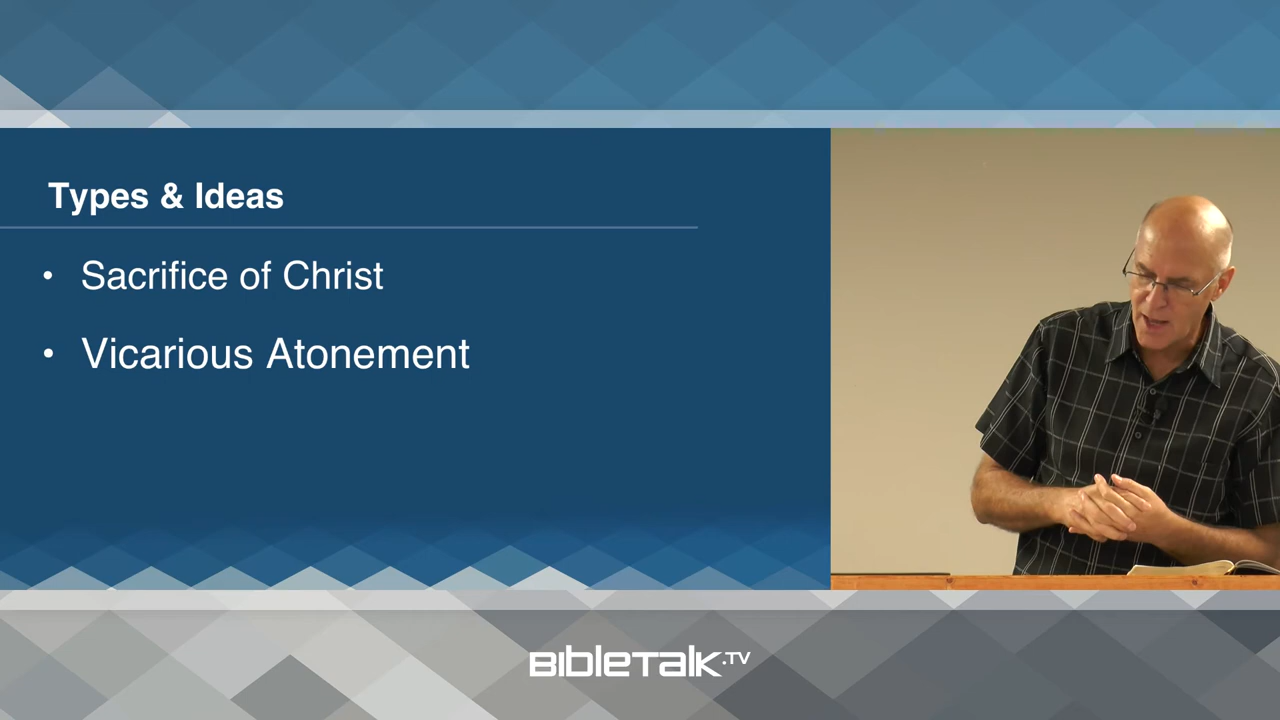 Types & Ideas
• Sacrifice of Christ
• Vicarious Atonement
BibleTalk.TV